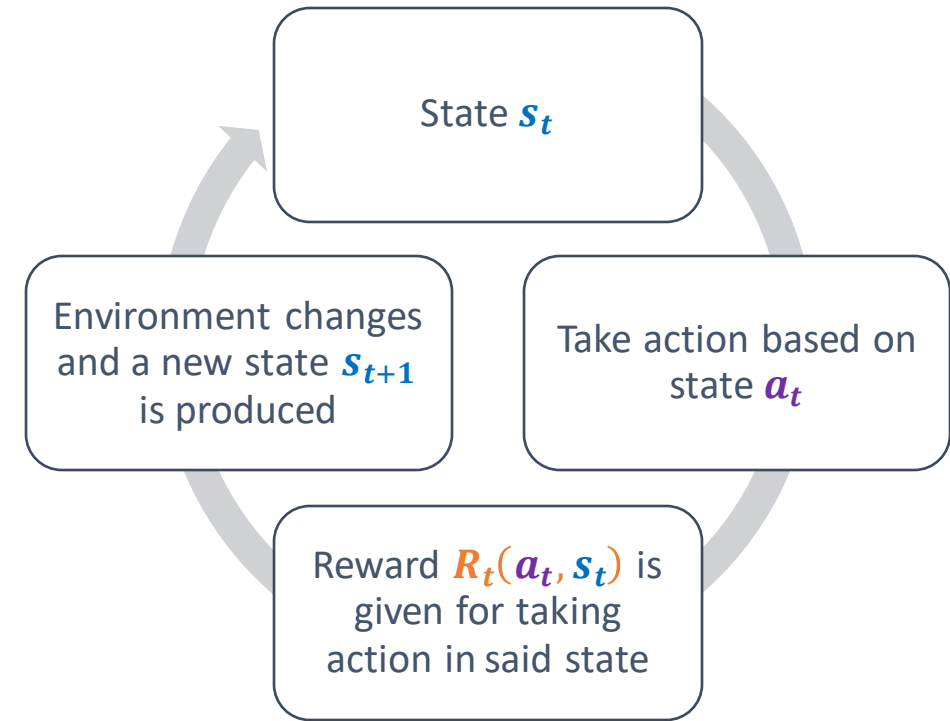 State s_t
Take action based on
state a_t
Reward R_t(a_t, s_t) is
given for taking
action in said state
Environment changes
and a new state s_{t+1}
is produced